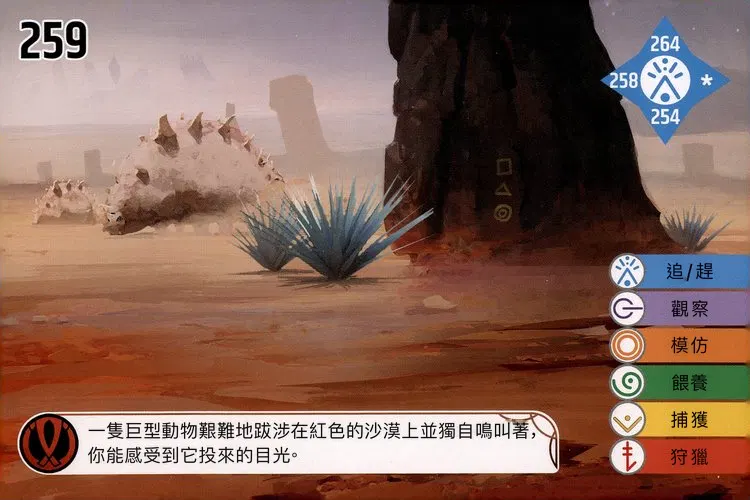 259
264
258
*
254
追/趕
觀察
模仿
餵養
捕獲
狩獵
一隻巨型動物艱難地跋涉在紅色的沙漠上並獨自鳴叫著，
你能感受到它投來的目光。